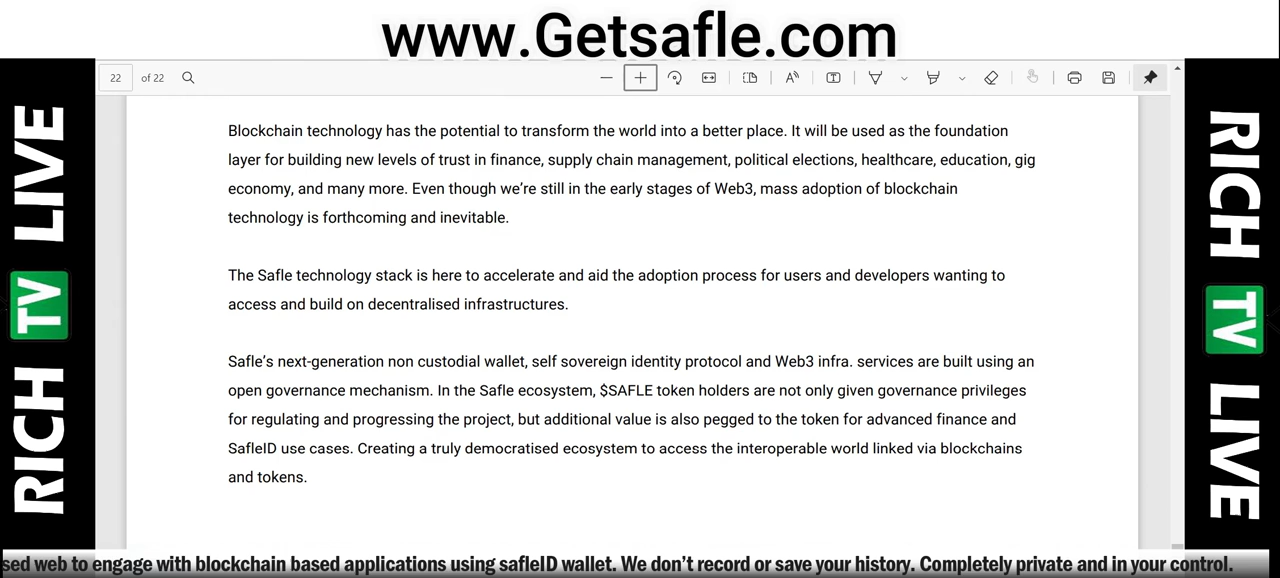 www.Getsafle.com
22 of 22
Blockchain technology has the potential to transform the world into a better place. It will be used as the foundation
layer for building new levels of trust in finance, supply chain management, political elections, healthcare, education, gig
economy, and many more. Even though we’re still in the early stages of Web3, mass adoption of blockchain
technology is forthcoming and inevitable.
The Safle technology stack is here to accelerate and aid the adoption process for users and developers wanting to
access and build on decentralised infrastructures.
Safle’s next-generation non custodial wallet, self sovereign identity protocol and Web3 infra. services are built using an
open governance mechanism. In the Safle ecosystem, $SAFLE token holders are not only given governance privileges
for regulating and progressing the project, but additional value is also pegged to the token for advanced finance and
SafleID use cases. Creating a truly democratised ecosystem to access the interoperable world linked via blockchains
and tokens.
RICH TV LIVE
RICH TV LIVE
sed web to engage with blockchain based applications using safleID wallet. We don’t record or save your history. Completely private and in your control.